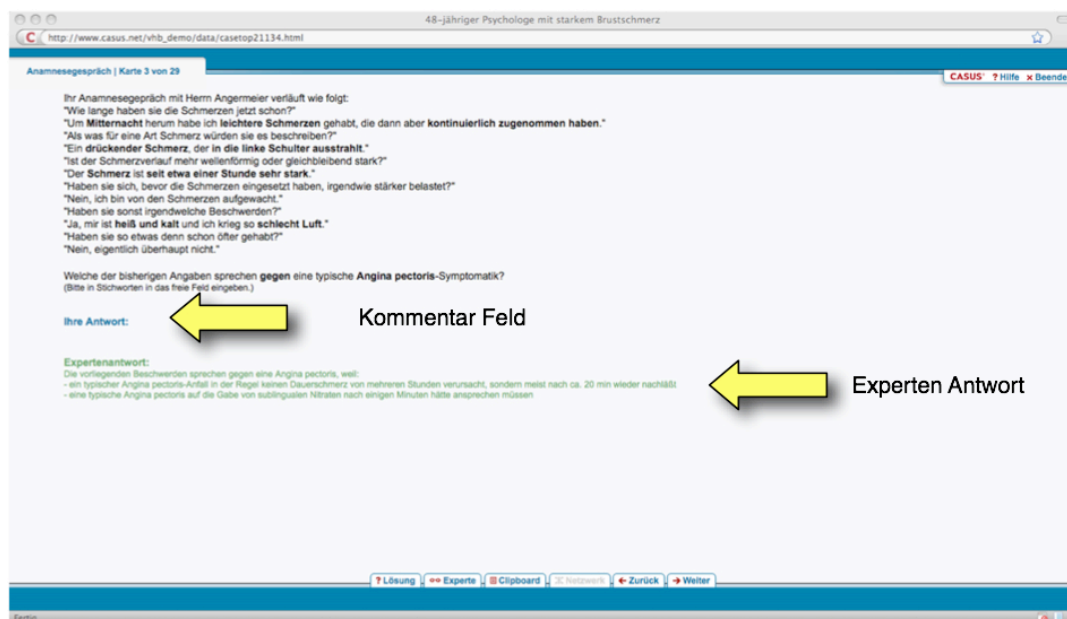 48-jähriger Psychologe mit starkem Brustschmerz
C http://www.casus.net/vhb_demo/data/casetop21134.html
Anamnesegespräch | Karte 3 von 29
CASUS° ? Hilfe x Beende
Ihr Anamnesegespräch mit Herrn Angermeier verläuft wie folgt:
"Wie lange haben sie die Schmerzen jetzt schon?"
"Um Mitternacht herum habe ich leichtere Schmerzen gehabt, die dann aber kontinuierlich zugenommen haben."
"Als was für eine Art Schmerz würden sie es beschreiben?"
"Ein drückender Schmerz, der in die linke Schulter ausstrahlt."
"Ist der Schmerzverlauf mehr wellenförmig oder gleichbleibend stark?"
"Der Schmerz ist seit etwa einer Stunde sehr stark."
"Haben sie sich, bevor die Schmerzen eingesetzt haben, irgendwie stärker belastet?"
"Nein, ich bin von den Schmerzen aufgewacht."
"Haben sie sonst irgendwelche Beschwerden?"
"Ja, mir ist heiß und kalt und ich krieg so schlecht Luft."
"Haben sie so etwas denn schon öfter gehabt?"
"Nein, eigentlich überhaupt nicht."
Welche der bisherigen Angaben sprechen gegen eine typische Angina pectoris-Symptomatik?
(Bitte in Stichworten in das freie Feld eingeben.)
Ihre Antwort:
Kommentar Feld
Expertenantwort:
Die vorliegenden Beschwerden sprechen gegen eine Angina pectoris, weil:
- ein typischer Angina pectoris-Anfall in der Regel keinen Dauerschmerz von mehreren Stunden verursacht, sondern meist nach ca. 20 min wieder nachläßt
- eine typische Angina pectoris auf die Gabe von sublingualen Nitraten nach einigen Minuten hätte ansprechen müssen
Experten Antwort
? Lösung Experte Clipboard Netzwerk Zurück Weiter
Fertig